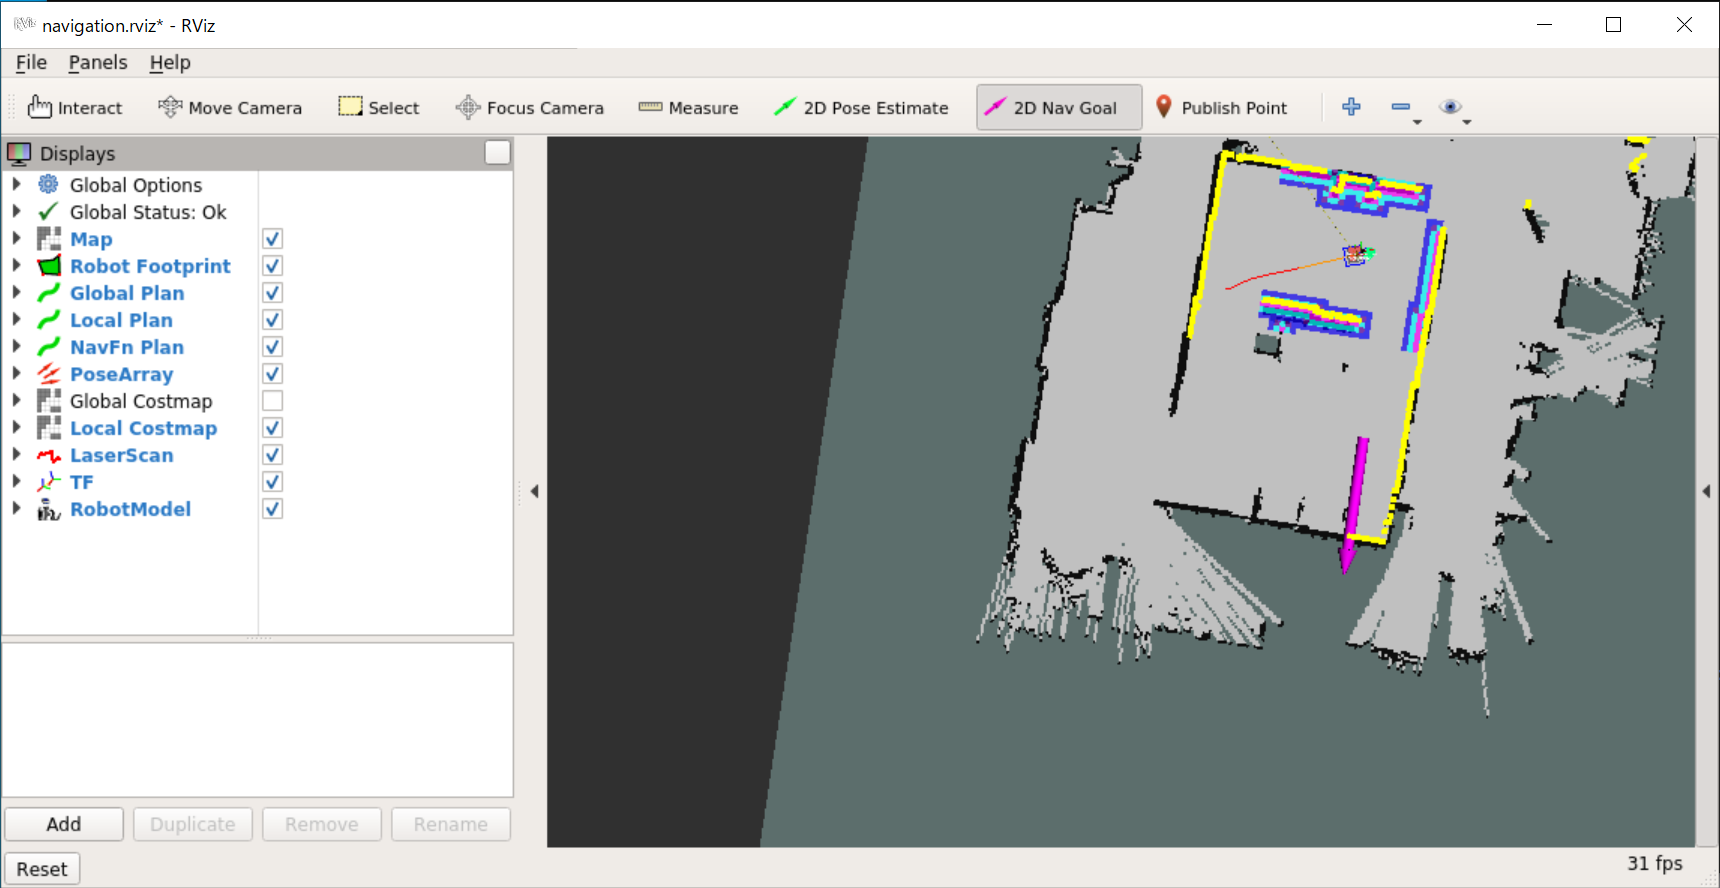 navigation.rviz* - RViz
File Panels Help
Interact Move Camera Select Focus Camera Measure 2D Pose Estimate 2D Nav Goal Publish Point
Displays
Global Options
Global Status: Ok
Map
Robot Footprint
Global Plan
Local Plan
NavFn Plan
PoseArray
Global Costmap
Local Costmap
LaserScan
TF
RobotModel
Add Duplicate Remove Rename
Reset
31 fps